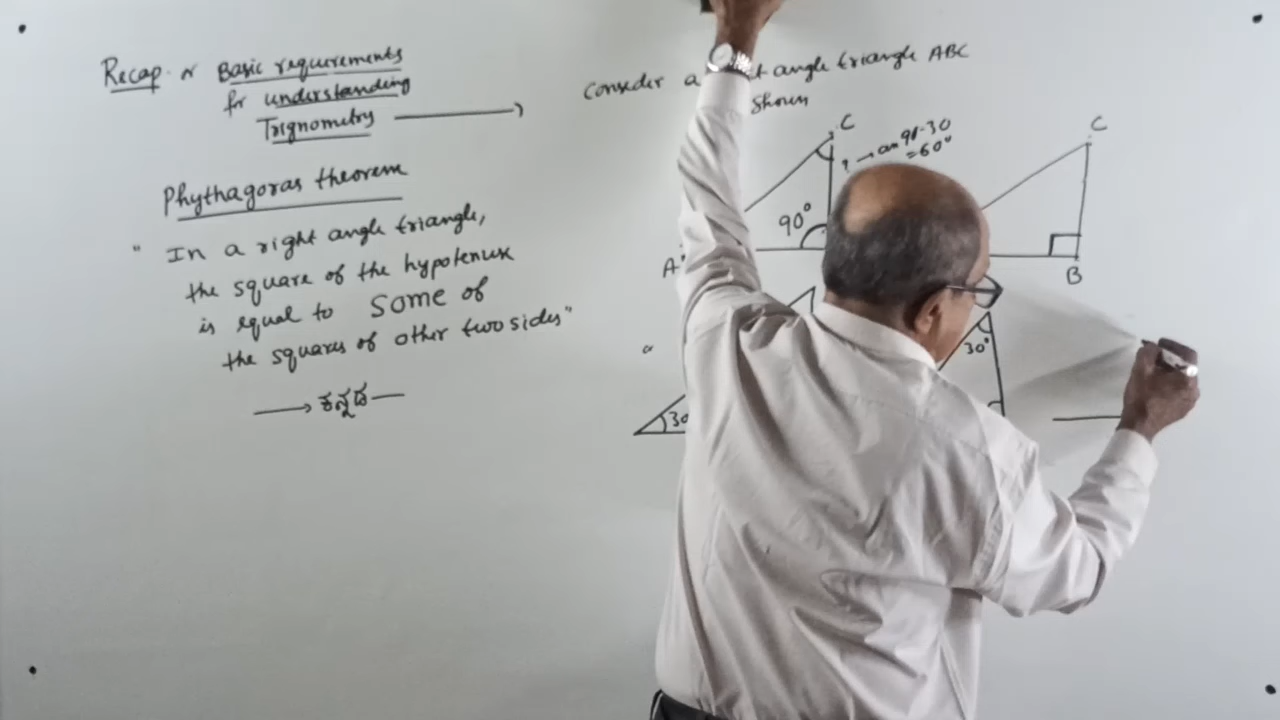 Recap or Basic requirements
for understanding
Trignometry
Phythagoras theorem
" In a right angle triangle,
the square of the hypotenuse
is equal to some of
the squares of other two sides"
ಕನ್ನಡ
Consider a angle triangle ABC
Shown
C
90°
A
? → an 90-30
=60°
C
B
30
30°